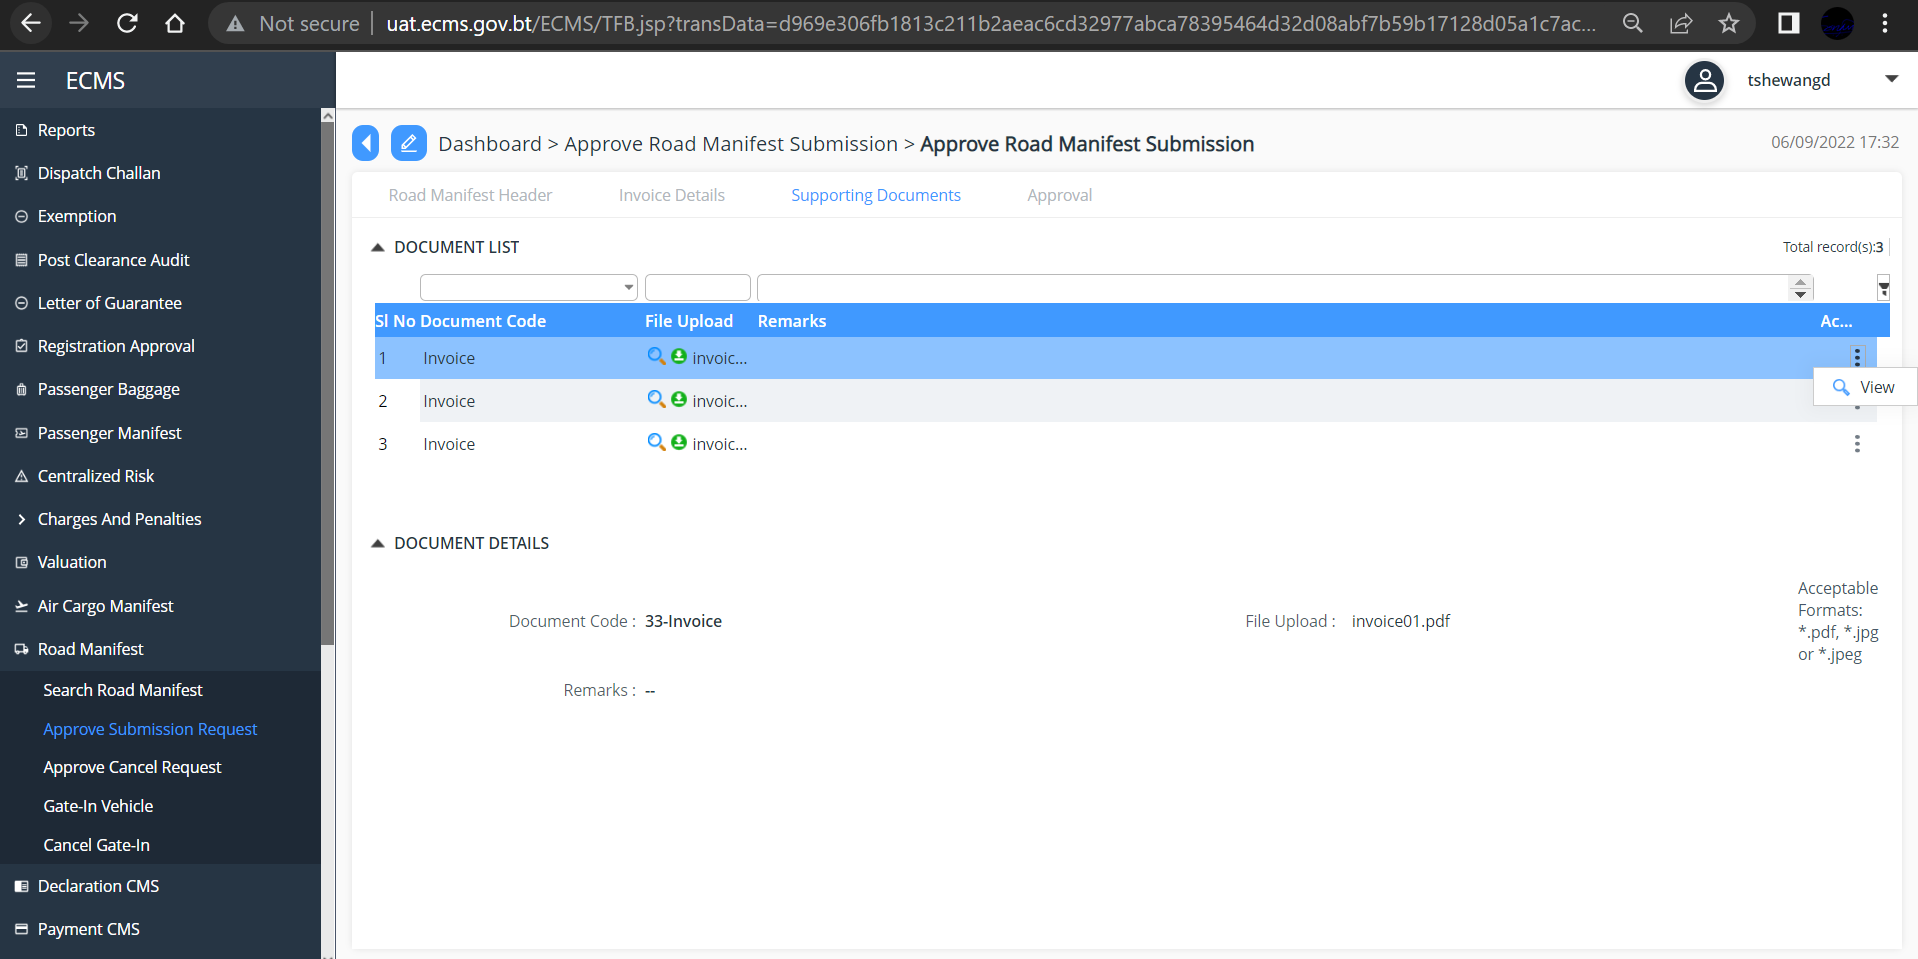 Not secure | uat.ecms.gov.bt/ECMS/TFB.jsp?transData=d969e306fb1813c211b2aeac6cd32977abca78395464d32d08abf7b59b17128d05a1c7ac...
ECMS
tshewangd
Reports
Dispatch Challan
Exemption
Post Clearance Audit
Letter of Guarantee
Registration Approval
Passenger Baggage
Passenger Manifest
Centralized Risk
Charges And Penalties
Valuation
Air Cargo Manifest
Road Manifest
Search Road Manifest
Approve Submission Request
Approve Cancel Request
Gate-In Vehicle
Cancel Gate-In
Declaration CMS
Payment CMS
Dashboard > Approve Road Manifest Submission > Approve Road Manifest Submission
06/09/2022 17:32
Road Manifest Header Invoice Details Supporting Documents Approval
DOCUMENT LIST
Total record(s):3
Sl No Document Code File Upload Remarks Ac...
1 Invoice invoic...
View
2 Invoice invoic...
3 Invoice invoic...
DOCUMENT DETAILS
Document Code : 33-Invoice
File Upload : invoice01.pdf
Acceptable
Formats:
*.pdf, *.jpg
or *.jpeg
Remarks : --